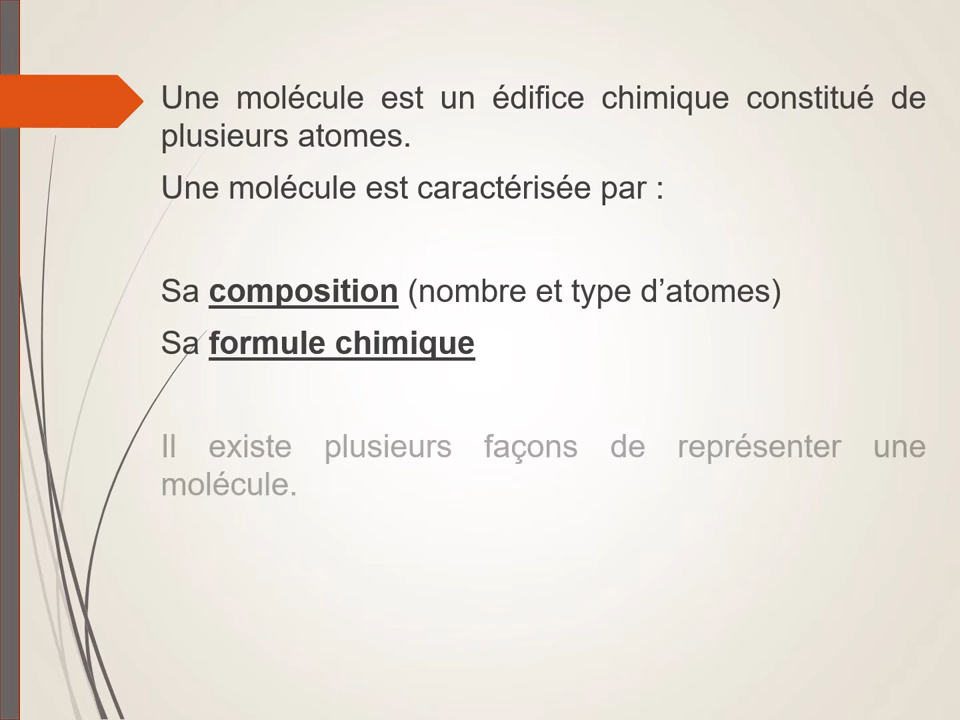 Une molécule est un édifice chimique constitué de
plusieurs atomes.
Une molécule est caractérisée par :
Sa composition (nombre et type d’atomes)
Sa formule chimique
Il existe plusieurs façons de représenter une
molécule.